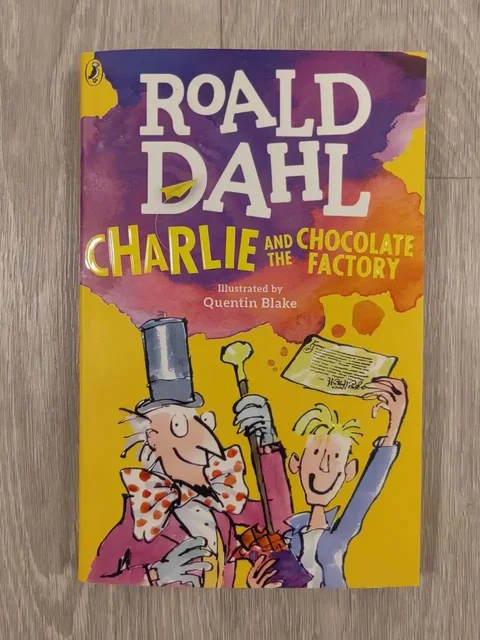 ROALD
DAHL
CHARLIE AND THE CHOCOLATE FACTORY
Illustrated by
Quentin Blake